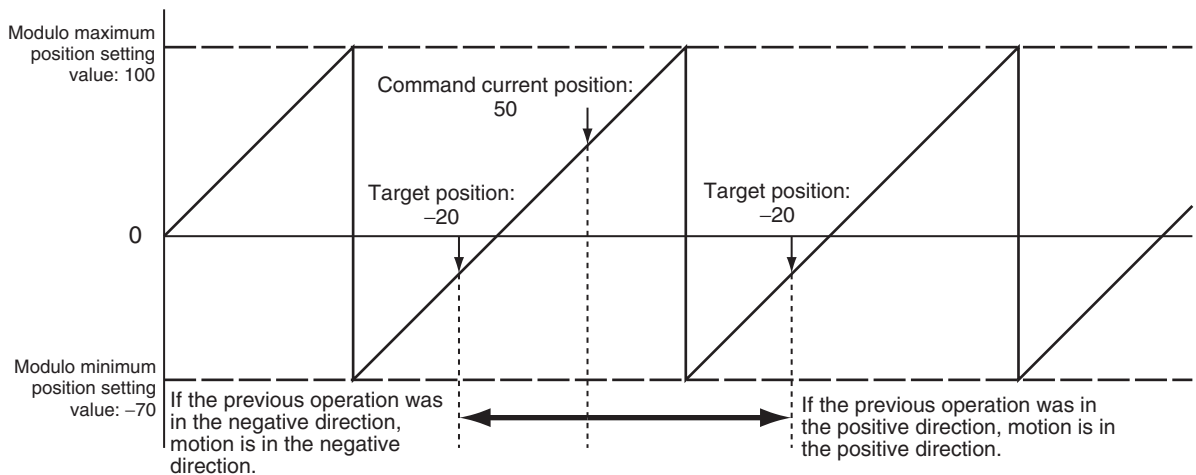 Modulo maximum
position setting
value: 100
Command current position:
50
Target position:
–20
Target position:
–20
0
Modulo minimum
position setting
value: –70
If the previous operation was
in the negative direction,
motion is in the negative
direction.
If the previous operation was in
the positive direction, motion is in
the positive direction.